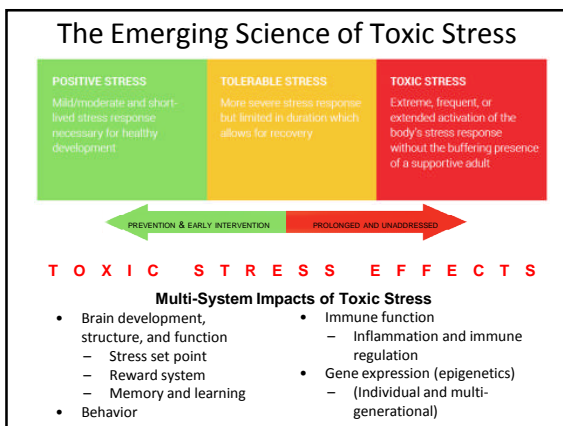 The Emerging Science of Toxic Stress
POSITIVE STRESS
Mild/moderate and short-
lived stress response
necessary for healthy
development
TOLERABLE STRESS
More severe stress response
but limited in duration which
allows for recovery
TOXIC STRESS
Extreme, frequent, or
extended activation of the
body's stress response
without the buffering presence
of a supportive adult
PREVENTION & EARLY INTERVENTION
PROLONGED AND UNADDRESSED
T O X I C S T R E S S E F F E C T S
Multi-System Impacts of Toxic Stress
• Brain development,
structure, and function
– Stress set point
– Reward system
– Memory and learning
• Behavior
• Immune function
– Inflammation and immune
regulation
• Gene expression (epigenetics)
– (Individual and multi-
generational)